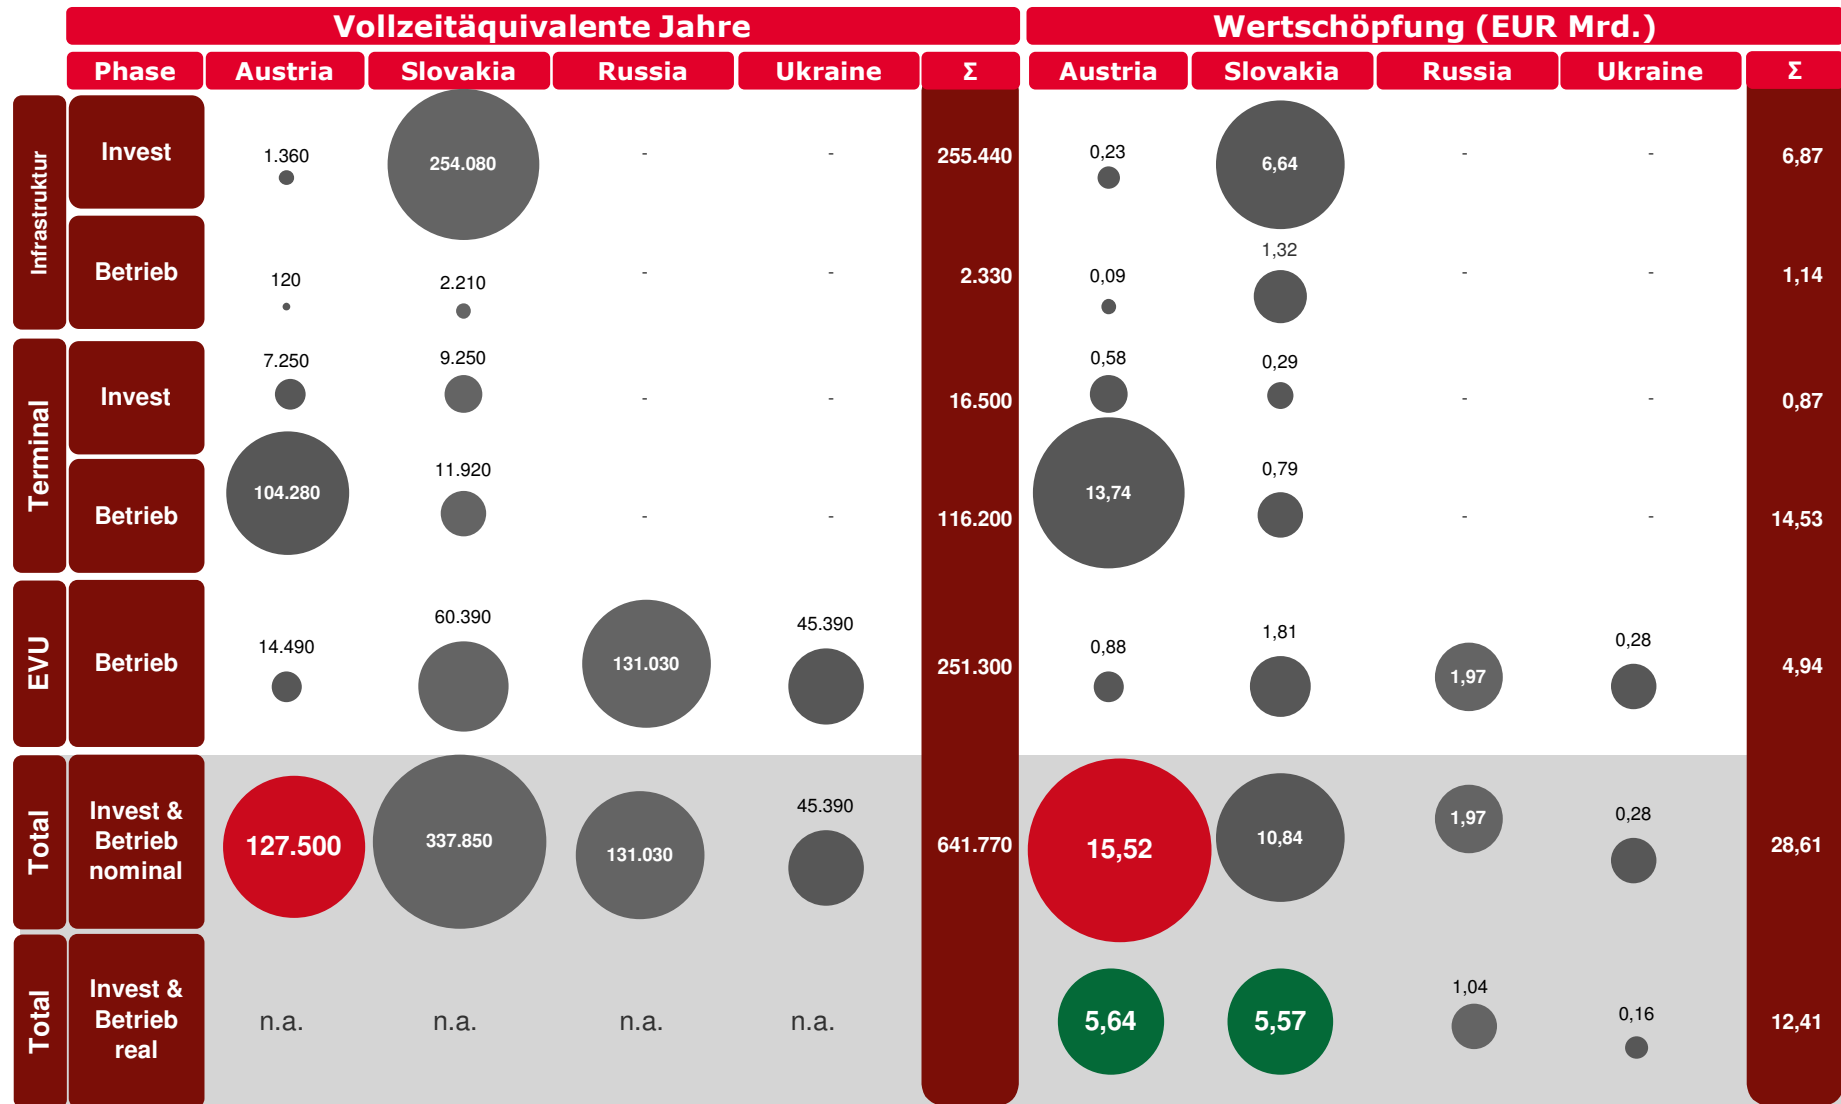 Vollzeitäquivalente Jahre Wertschöpfung (EUR Mrd.)
Phase Austria Slovakia Russia Ukraine Σ Austria Slovakia Russia Ukraine Σ
Infrastruktur
Invest 1.360 254.080 - - 255.440 0,23 6,64 - - 6,87
Betrieb 120 2.210 - - 2.330 0,09 1,32 - - 1,14
Terminal
Invest 7.250 9.250 - - 16.500 0,58 0,29 - - 0,87
Betrieb 104.280 11.920 - - 116.200 13,74 0,79 - - 14,53
EVU
Betrieb 14.490 60.390 131.030 45.390 251.300 0,88 1,81 1,97 0,28 4,94
Total
Invest &
Betrieb
nominal
127.500 337.850 131.030 45.390 641.770 15,52 10,84 1,97 0,28 28,61
Total
Invest &
Betrieb
real
n.a. n.a. n.a. n.a. 5,64 5,57 1,04 0,16 12,41